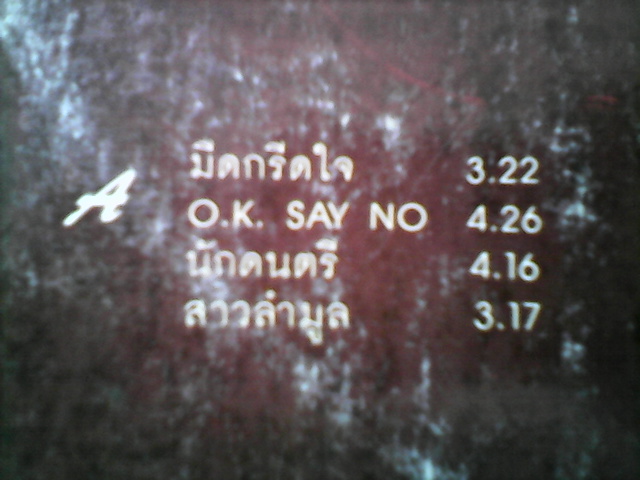 A
มีดกรีดใจ 3.22
O.K. SAY NO 4.26
นักดนตรี 4.16
สาวลำมูล 3.17